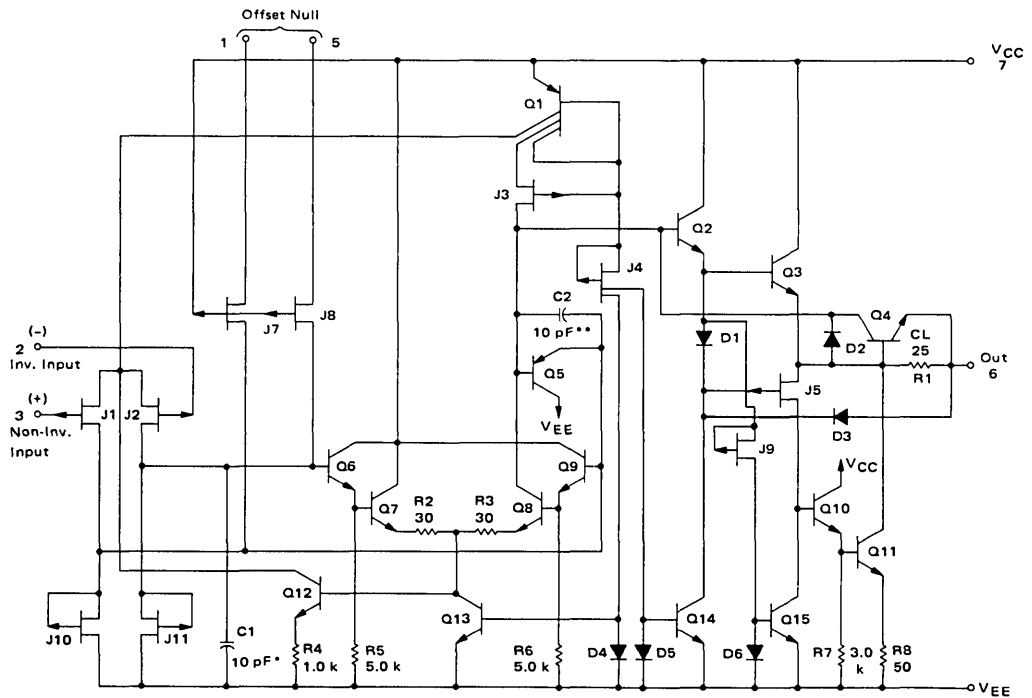 Offset Null
1
5
VCC
7
Q1
J3
Q2
J4
Q3
C2
10 pF**
Q4
J7
J8
D1
D2
CL
25
R1
Out
6
(-)
2
Inv. Input
(+)
3
Non-Inv.
Input
J1
J2
Q5
VEE
J5
D3
J9
VCC
Q6
Q9
Q7
R2
30
R3
30
Q8
Q10
Q11
Q12
Q13
Q14
Q15
J10
J11
C1
10 pF*
R4
1.0 k
R5
5.0 k
R6
5.0 k
D4
D5
D6
R7
3.0
k
R8
50
VEE